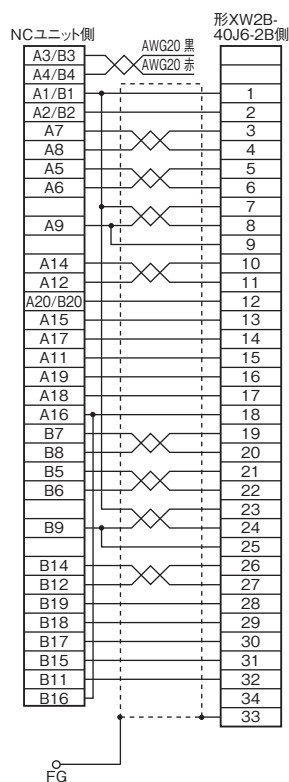 NCユニット側
形XW2B-
40J6-2B側
A3/B3 AWG20 黒
A4/B4 AWG20 赤
A1/B1 1
A2/B2 2
A7 3
A8 4
A5 5
A6 6
7
A9 8
9
A14 10
A12 11
A20/B20 12
A15 13
A17 14
A11 15
A19 16
A18 17
A16 18
B7 19
B8 20
B5 21
B6 22
23
B9 24
25
B14 26
B12 27
B19 28
B18 29
B17 30
B15 31
B11 32
B16 34
33
FG